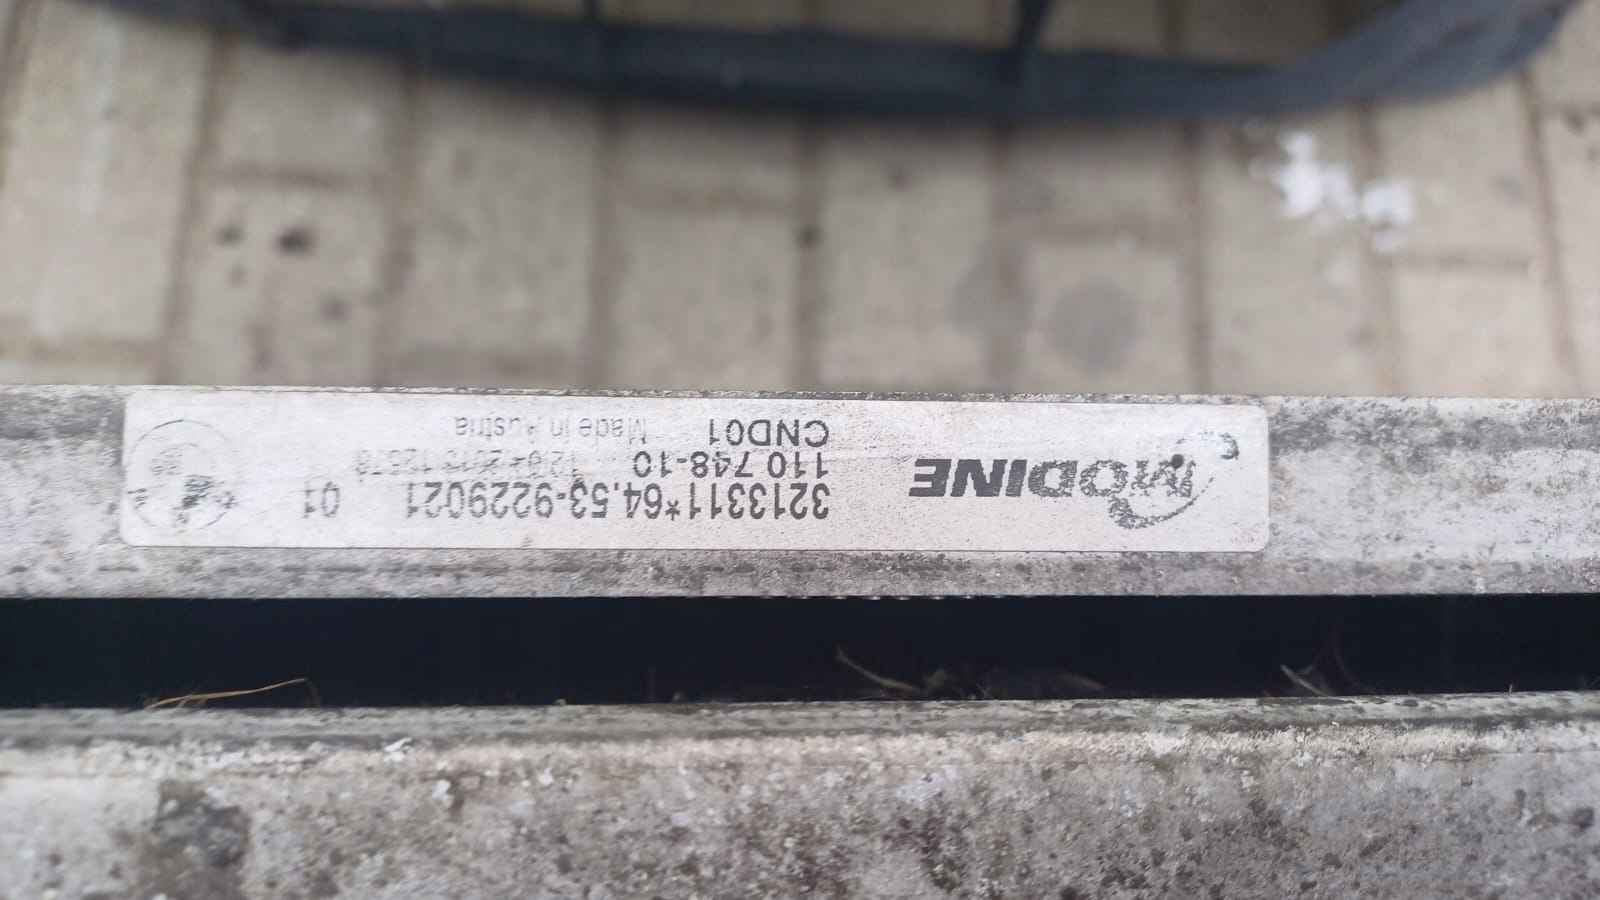 MODINE
3213311*64.53-9229021 01
110 748-10
CND01 Made in Austria